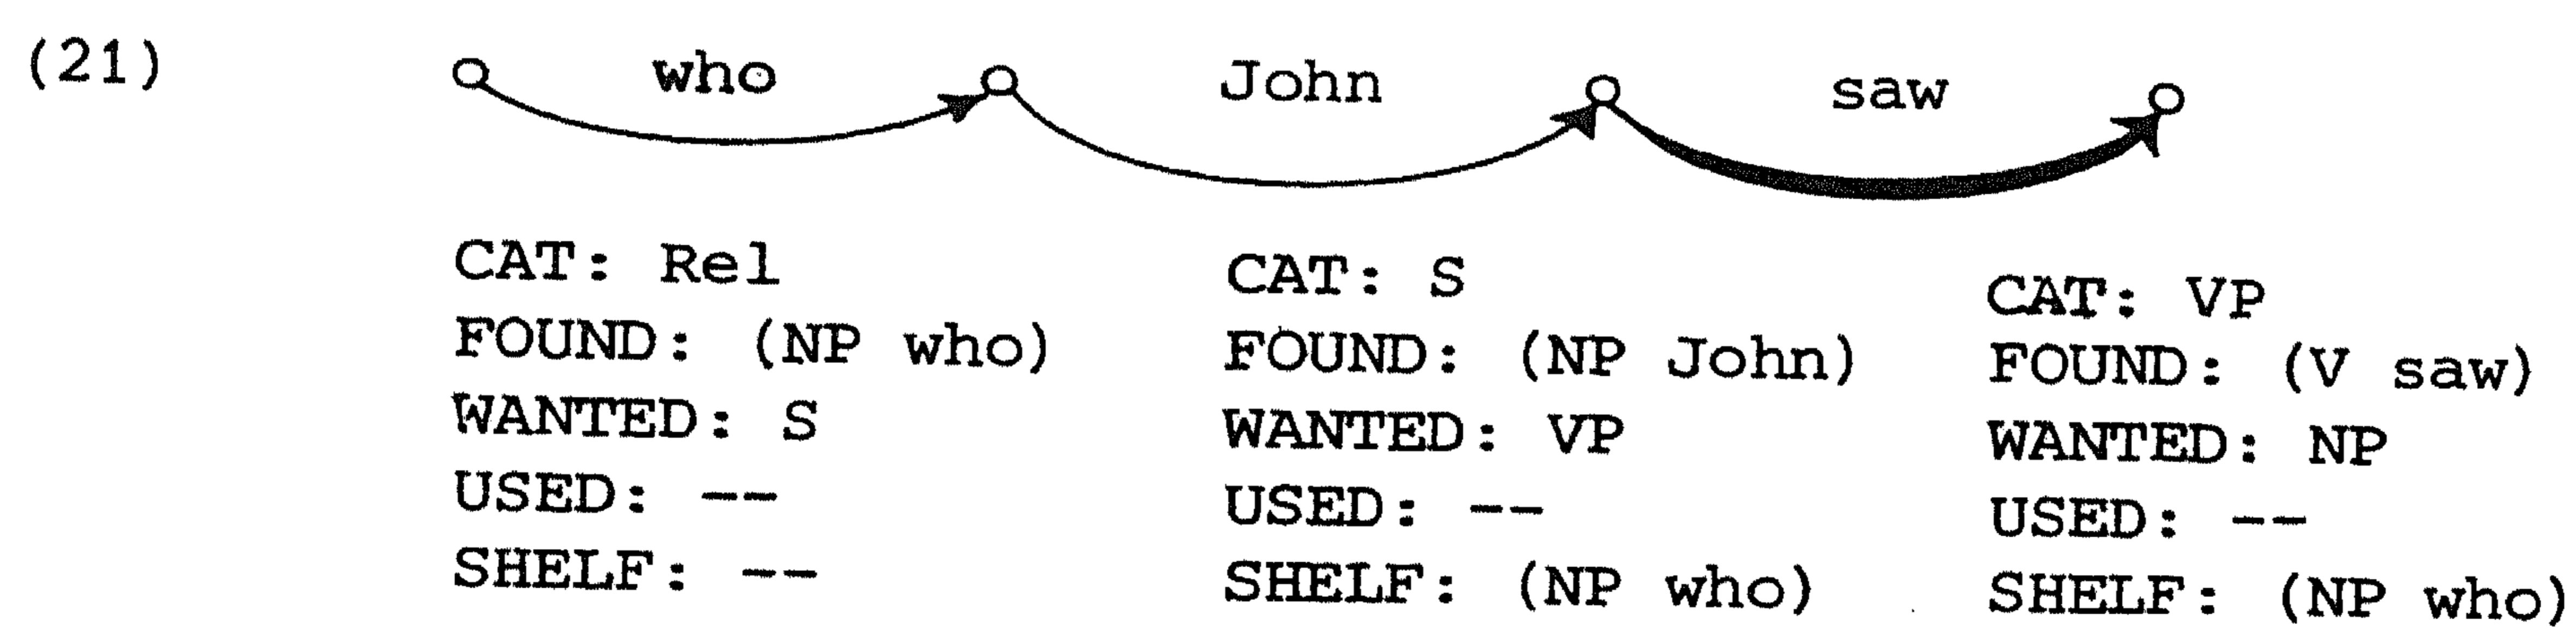 (21) who John saw
CAT: Rel CAT: S CAT: VP
FOUND: (NP who) FOUND: (NP John) FOUND: (V saw)
WANTED: S WANTED: VP WANTED: NP
USED: -- USED: -- USED: --
SHELF: -- SHELF: (NP who) SHELF: (NP who)